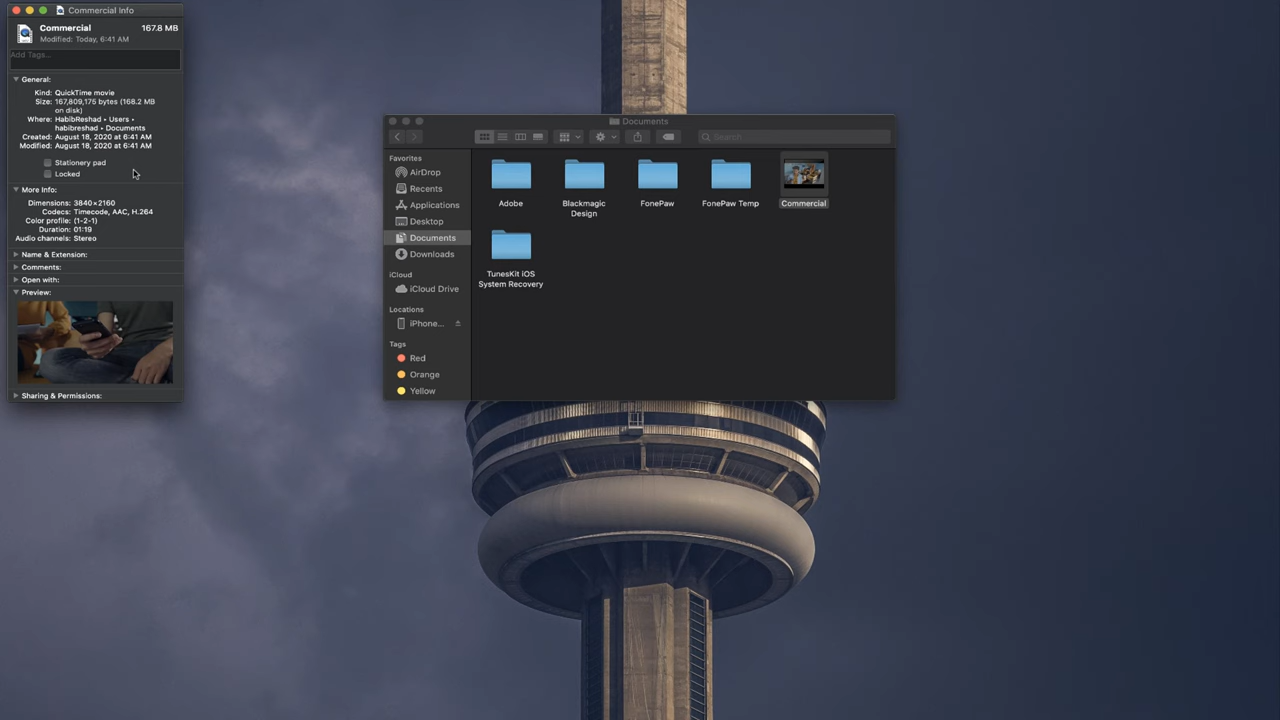 Commercial Info
Commercial 167.8 MB
Modified: Today, 6:41 AM
Add Tags...
General:
Kind: QuickTime movie
Size: 167,809,175 bytes (168.2 MB
on disk)
Where: HabibReshad • Users •
habibreshad • Documents
Created: August 18, 2020 at 6:41 AM
Modified: August 18, 2020 at 6:41 AM
Stationery pad
Locked
More Info:
Dimensions: 3840×2160
Codecs: Timecode, AAC, H.264
Color profile: (1-2-1)
Duration: 01:19
Audio channels: Stereo
Name & Extension:
Comments:
Open with:
Preview:
Sharing & Permissions:
Documents
Search
Favorites
AirDrop
Recents
Applications
Desktop
Documents
Downloads
iCloud
iCloud Drive
Locations
iPhone...
Tags
Red
Orange
Yellow
Adobe
Blackmagic
Design
FonePaw
FonePaw Temp
Commercial
TunesKit iOS
System Recovery